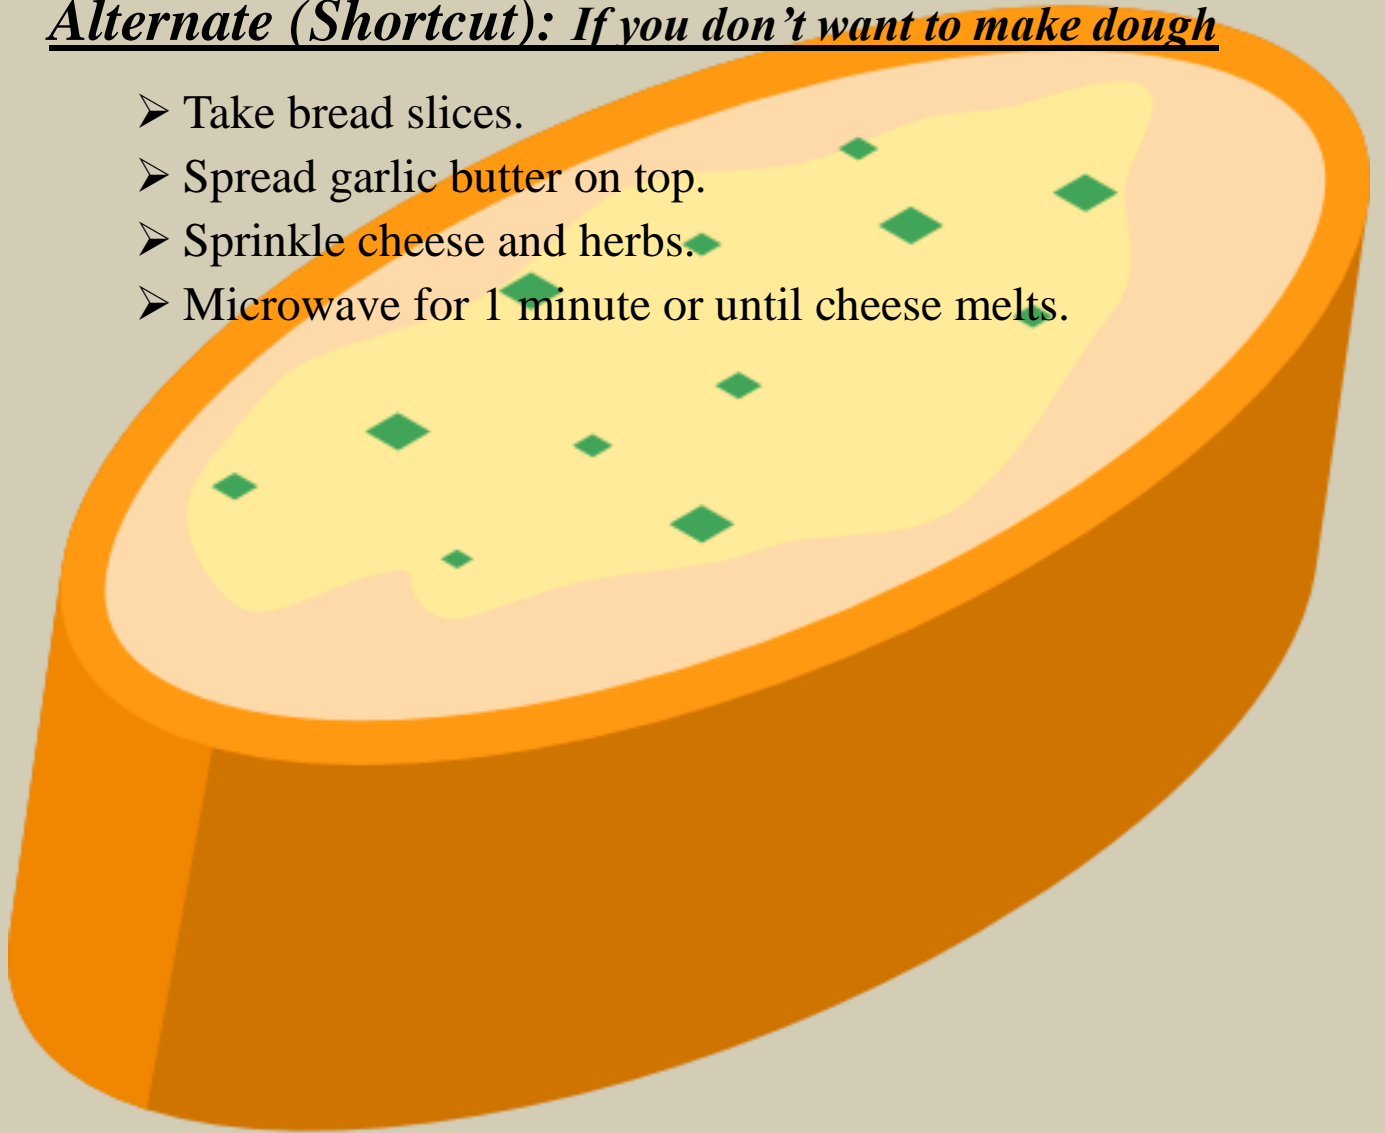 Alternate (Shortcut): If you don’t want to make dough
➢ Take bread slices.
➢ Spread garlic butter on top.
➢ Sprinkle cheese and herbs.
➢ Microwave for 1 minute or until cheese melts.